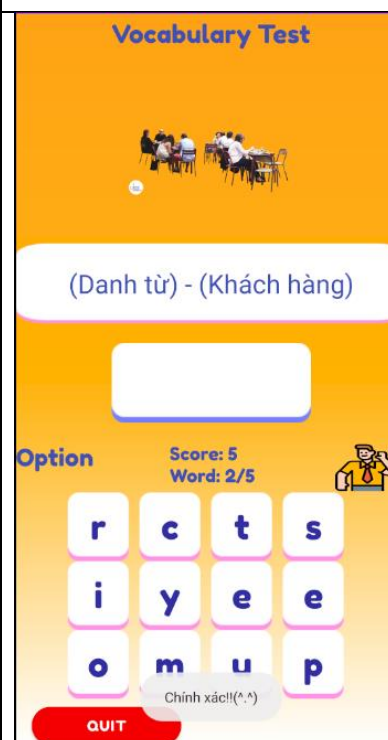 Vocabulary Test
(Danh từ) - (Khách hàng)
Option
Score: 5
Word: 2/5
r c t s
i y e e
o m u p
Chính xác!!(^.^)
QUIT